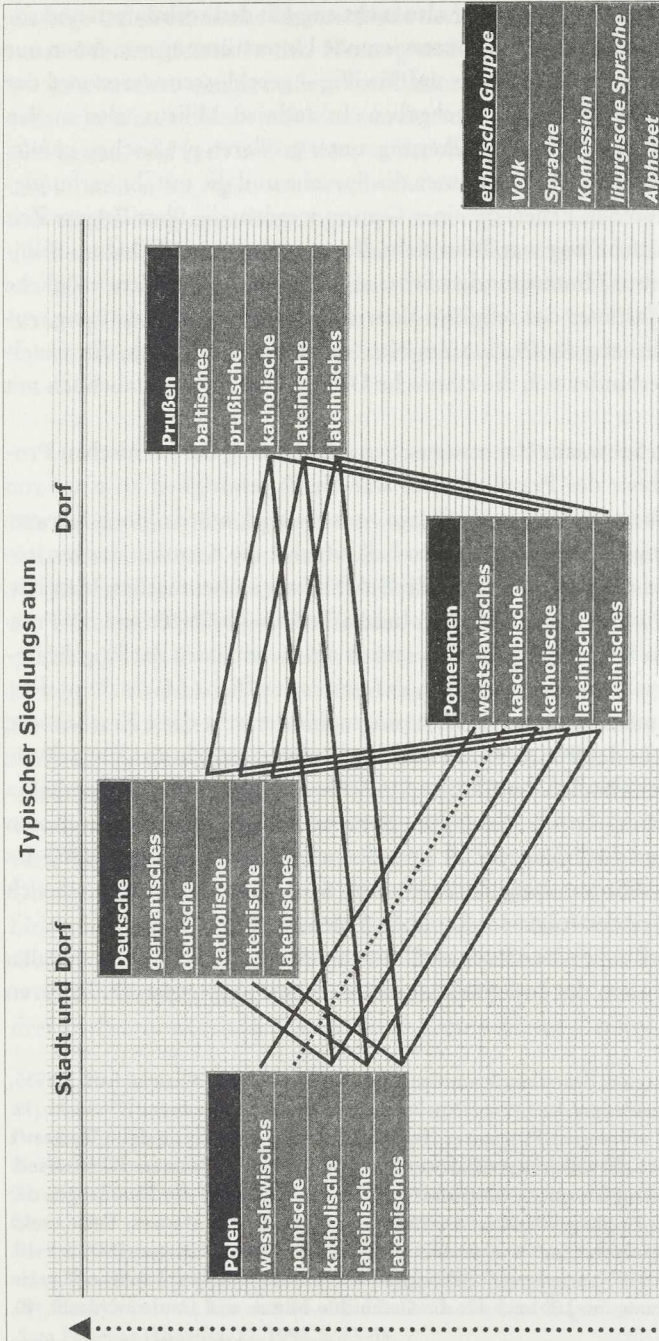 Typischer Siedlungsraum
Stadt und Dorf
Dorf
Polen
westslawisches
polnische
katholische
lateinische
lateinisches
Deutsche
germanisches
deutsche
katholische
lateinische
lateinisches
Pomeranen
westslawisches
kaschubische
katholische
lateinische
lateinisches
Prußen
baltisches
prußische
katholische
lateinische
lateinisches
ethnische Gruppe
Volk
Sprache
Konfession
liturgische Sprache
Alphabet